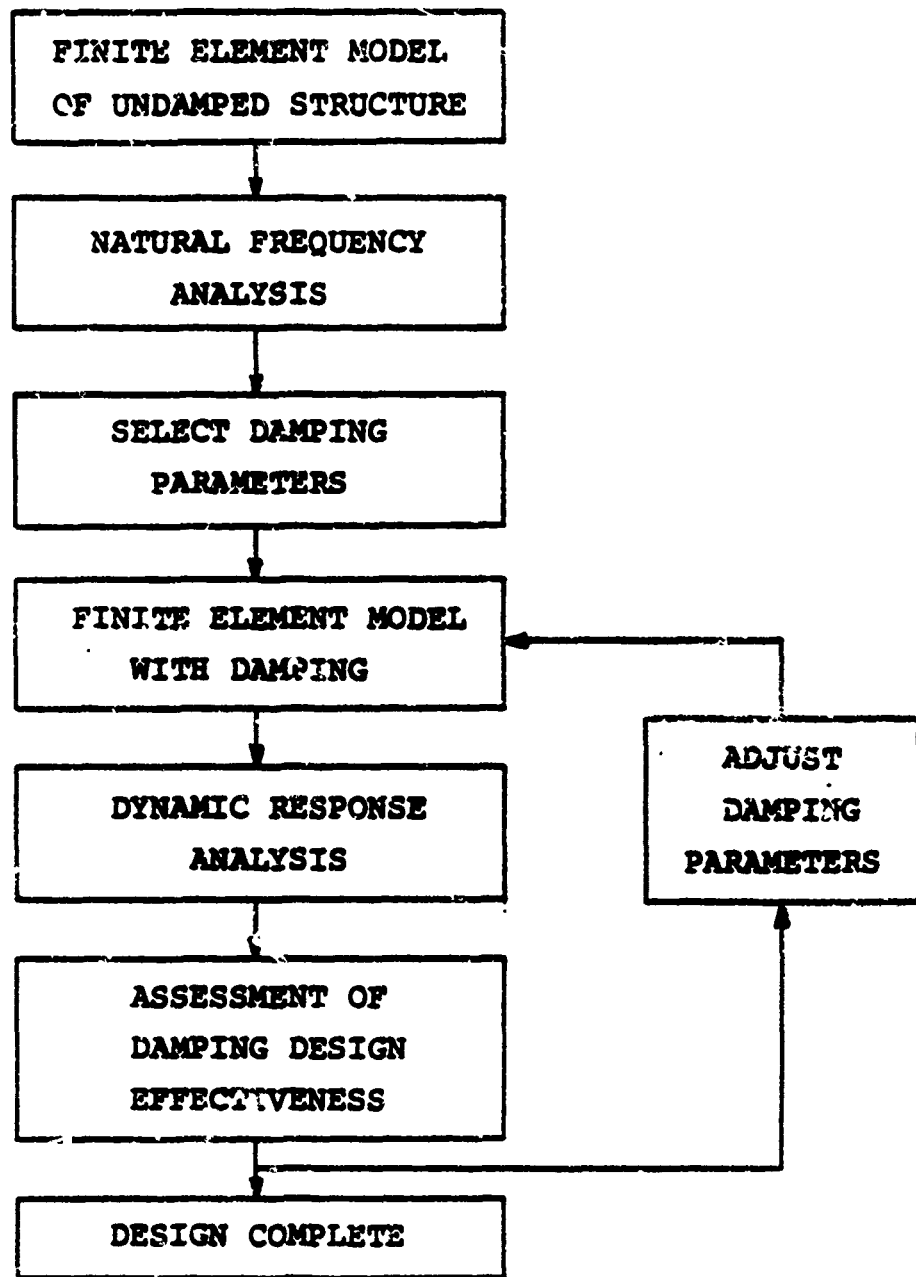 FINITE ELEMENT MODEL
OF UNDAMPED STRUCTURE
NATURAL FREQUENCY
ANALYSIS
SELECT DAMPING
PARAMETERS
FINITE ELEMENT MODEL
WITH DAMPING
DYNAMIC RESPONSE
ANALYSIS
ADJUST
DAMPING
PARAMETERS
ASSESSMENT OF
DAMPING DESIGN
EFFECTIVENESS
DESIGN COMPLETE